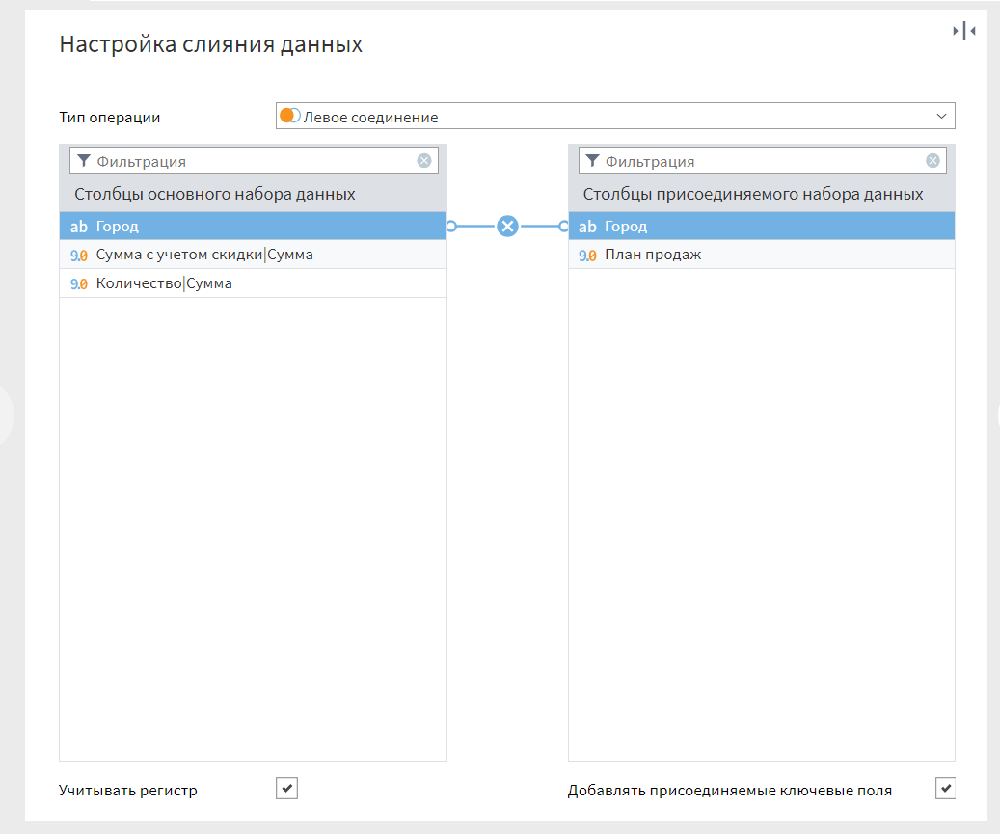 Настройка слияния данных
Тип операции
Левое соединение
Фильтрация
Столбцы основного набора данных
ab Город
9.0 Сумма с учетом скидки|Сумма
9.0 Количество|Сумма
Фильтрация
Столбцы присоединяемого набора данных
ab Город
9.0 План продаж
Учитывать регистр
Добавлять присоединяемые ключевые поля